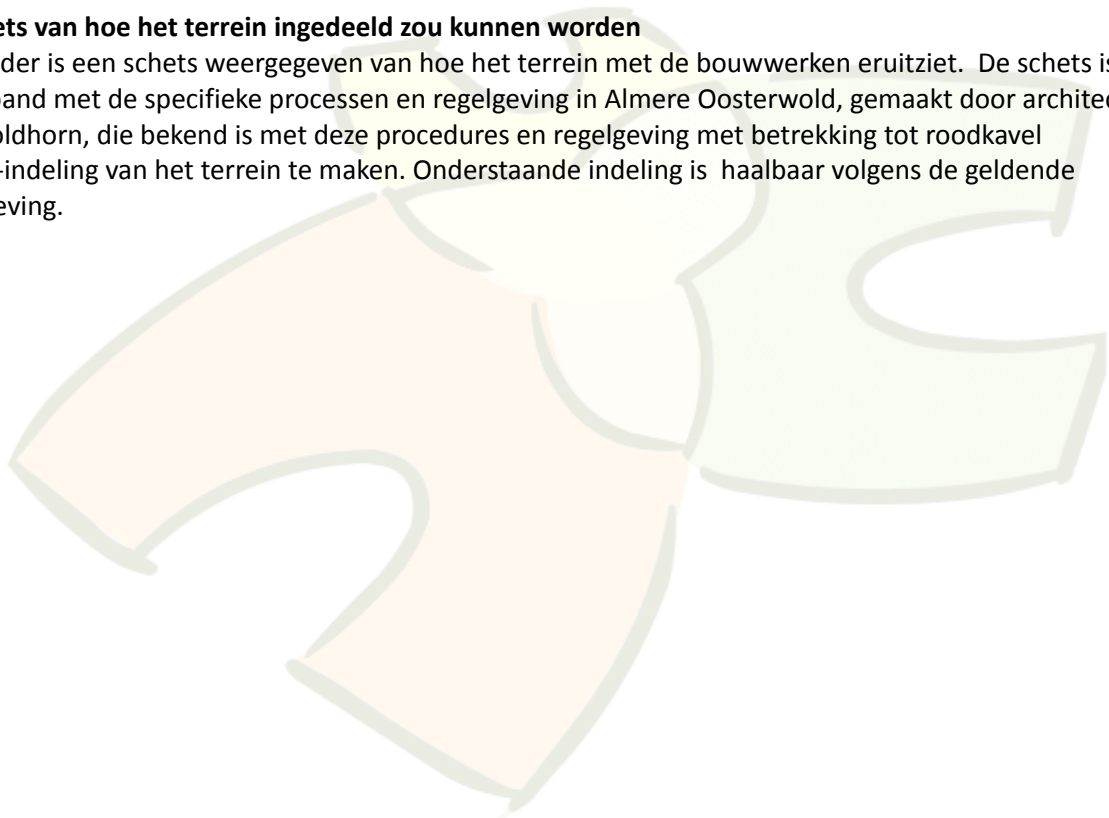 ets van hoe het terrein ingedeeld zou kunnen worden
der is een schets weergegeven van hoe het terrein met de bouwwerken eruitziet. De schets is
band met de specifieke processen en regelgeving in Almere Oosterwold, gemaakt door architec
oldhorn, die bekend is met deze procedures en regelgeving met betrekking tot roodkavel
-indeling van het terrein te maken. Onderstaande indeling is haalbaar volgens de geldende
eving.